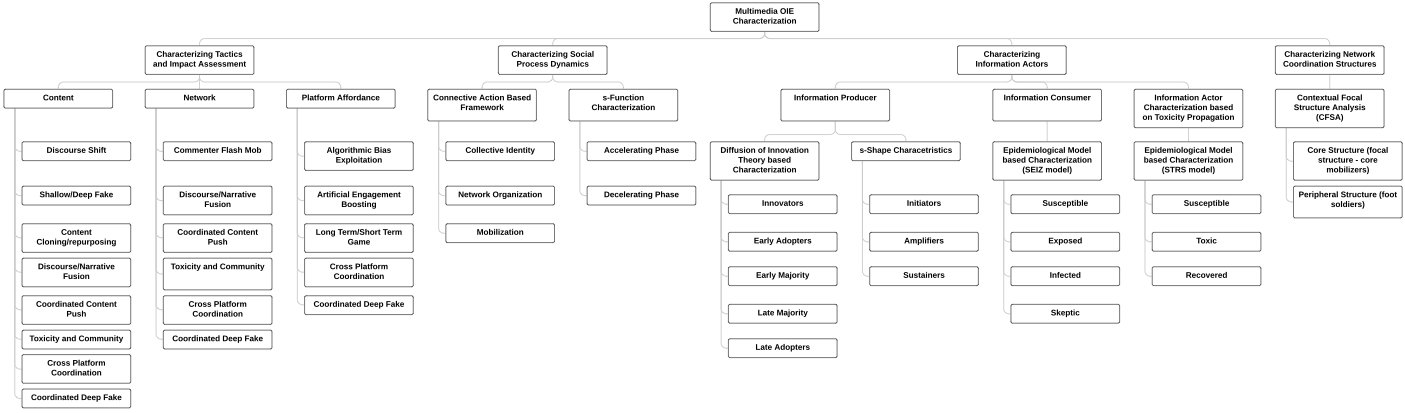 Multimedia OIE
Characterization
Characterizing Tactics
and Impact Assessment
Characterizing Social
Process Dynamics
Characterizing
Information Actors
Characterizing Network
Coordination Structures
Content
Network
Platform Affordance
Connective Action Based
Framework
s-Function
Characterization
Information Producer
Information Consumer
Information Actor
Characterization based
on Toxicity Propagation
Contextual Focal
Structure Analysis
(CFSA)
Discourse Shift
Shallow/Deep Fake
Content
Cloning/repurposing
Discourse/Narrative
Fusion
Coordinated Content
Push
Toxicity and Community
Cross Platform
Coordination
Coordinated Deep Fake
Commenter Flash Mob
Discourse/Narrative
Fusion
Coordinated Content
Push
Toxicity and Community
Cross Platform
Coordination
Coordinated Deep Fake
Algorithmic Bias
Exploitation
Artificial Engagement
Boosting
Long Term/Short Term
Game
Cross Platform
Coordination
Coordinated Deep Fake
Collective Identity
Network Organization
Mobilization
Accelerating Phase
Decelerating Phase
Diffusion of Innovation
Theory based
Characterization
Innovators
Early Adopters
Early Majority
Late Majority
Late Adopters
s-Shape Characetristics
Initiators
Amplifiers
Sustainers
Epidemiological Model
based Characterization
(SEIZ model)
Susceptible
Exposed
Infected
Skeptic
Epidemiological Model
based Characterization
(STRS model)
Susceptible
Toxic
Recovered
Core Structure (focal
structure - core
mobilizers)
Peripheral Structure (foot
soldiers)